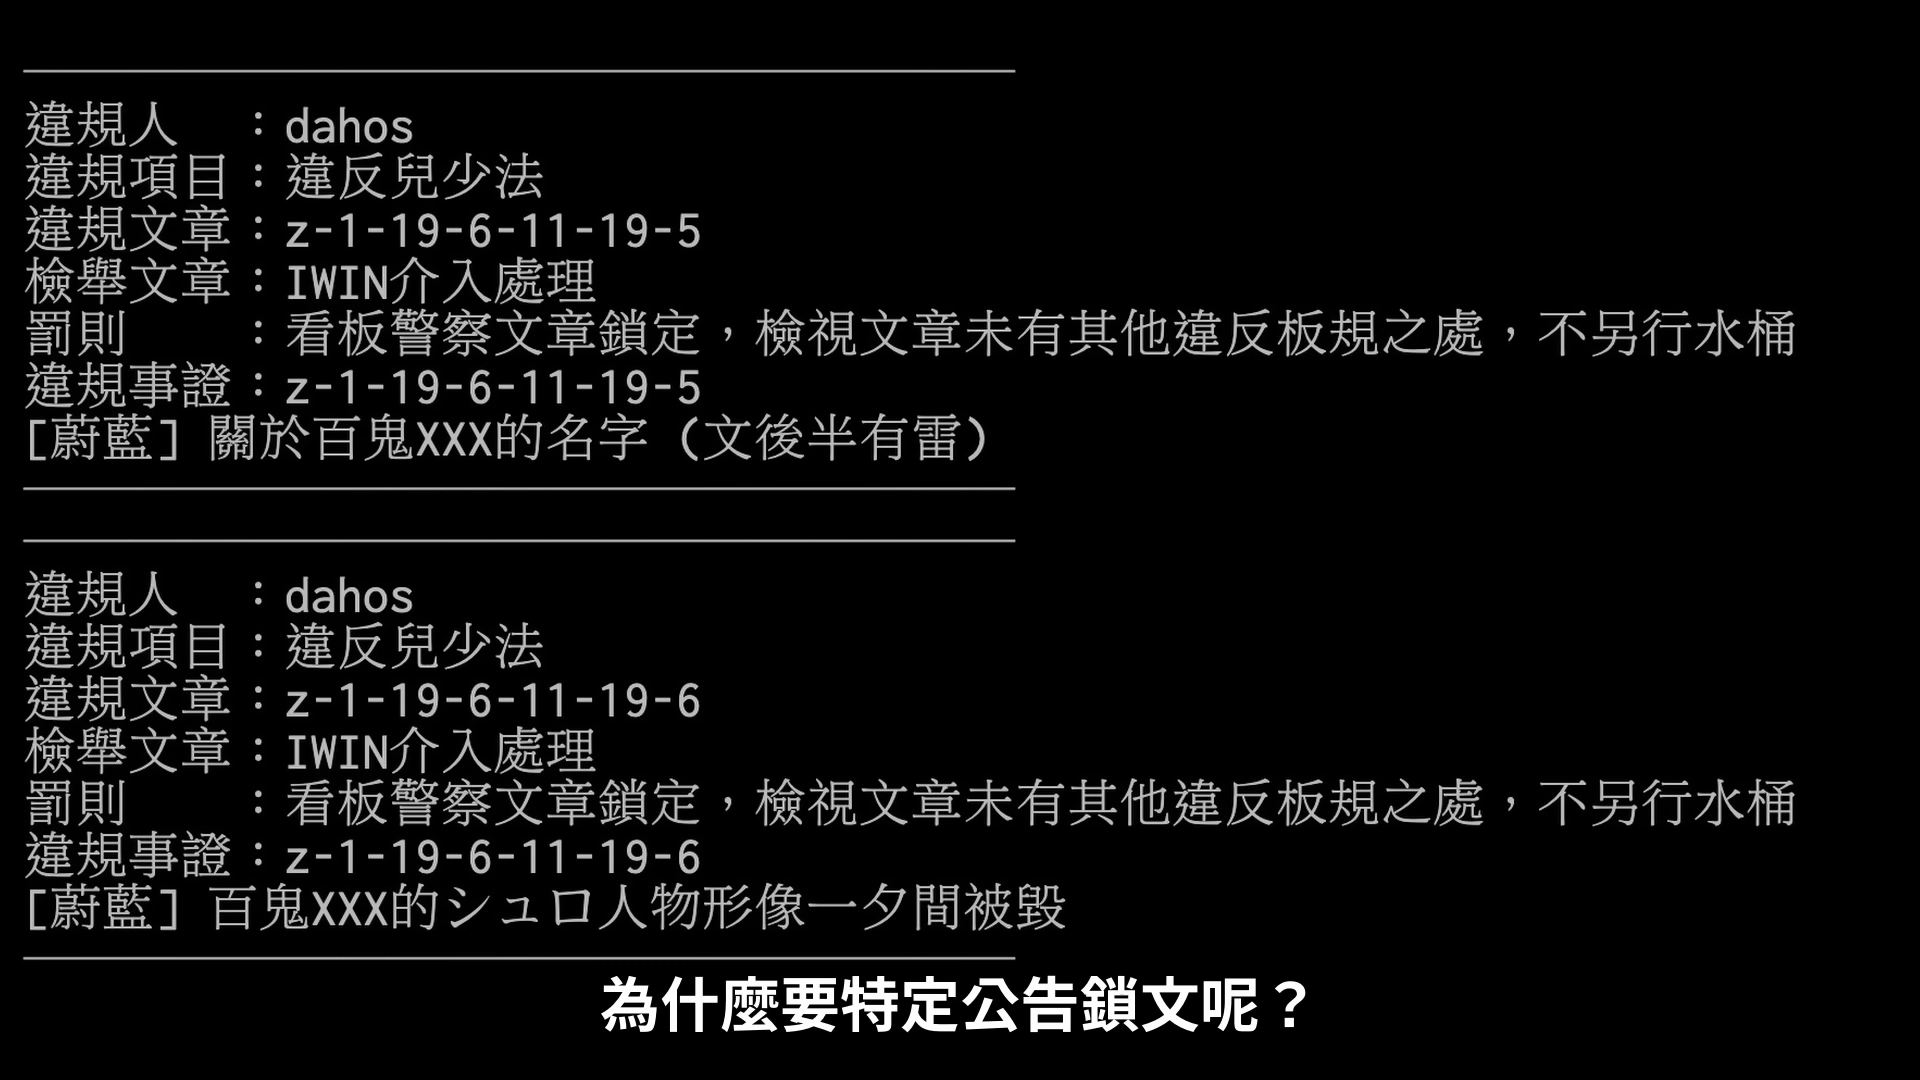 違規人　：dahos
違規項目：違反兒少法
違規文章：z-1-19-6-11-19-5
檢舉文章：IWIN介入處理
罰則　　：看板警察文章鎖定，檢視文章未有其他違反板規之處，不另行水桶
違規事證：z-1-19-6-11-19-5
[蔚藍] 關於百鬼XXX的名字 (文後半有雷)
違規人　：dahos
違規項目：違反兒少法
違規文章：z-1-19-6-11-19-6
檢舉文章：IWIN介入處理
罰則　　：看板警察文章鎖定，檢視文章未有其他違反板規之處，不另行水桶
違規事證：z-1-19-6-11-19-6
[蔚藍] 百鬼XXX的シュロ人物形像一夕間被毀
為什麼要特定公告鎖文呢？